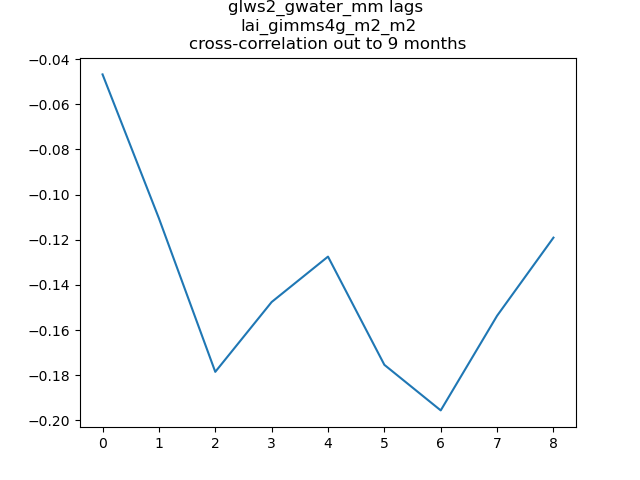 glws2_gwater_mm lags
lai_gimms4g_m2_m2
cross-correlation out to 9 months
−0.04
−0.06
−0.08
−0.10
−0.12
−0.14
−0.16
−0.18
−0.20
0 1 2 3 4 5 6 7 8